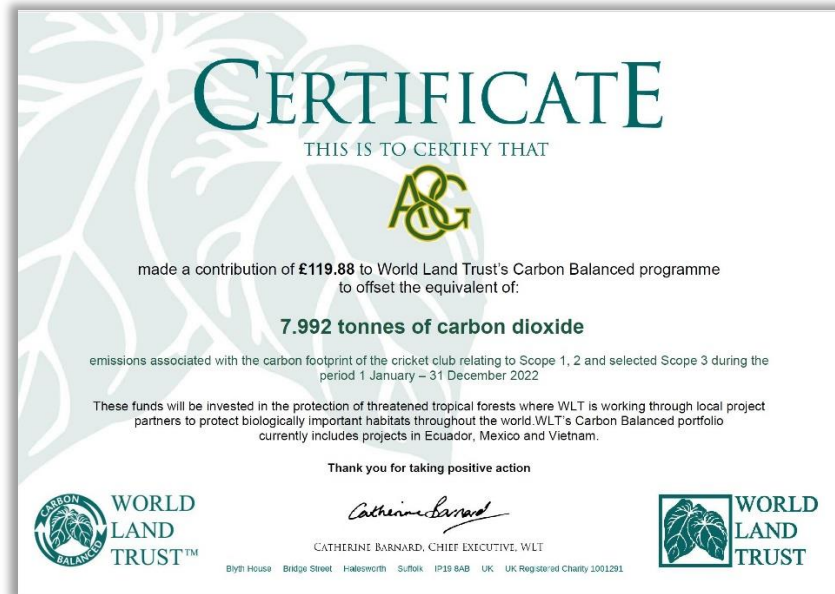 CERTIFICATE
THIS IS TO CERTIFY THAT
A8G
made a contribution of £119.88 to World Land Trust's Carbon Balanced programme
to offset the equivalent of:
7.992 tonnes of carbon dioxide
emissions associated with the carbon footprint of the cricket club relating to Scope 1, 2 and selected Scope 3 during the
period 1 January – 31 December 2022
These funds will be invested in the protection of threatened tropical forests where WLT is working through local project
partners to protect biologically important habitats throughout the world.WLT's Carbon Balanced portfolio
currently includes projects in Ecuador, Mexico and Vietnam.
Thank you for taking positive action
CARBON
BALANCED
WORLD
LAND
TRUST™
Catherine Barnard
CATHERINE BARNARD, CHIEF EXECUTIVE, WLT
WORLD
LAND
TRUST
Blyth House Bridge Street Halesworth Suffolk IP19 8AB UK UK Registered Charity 1001291